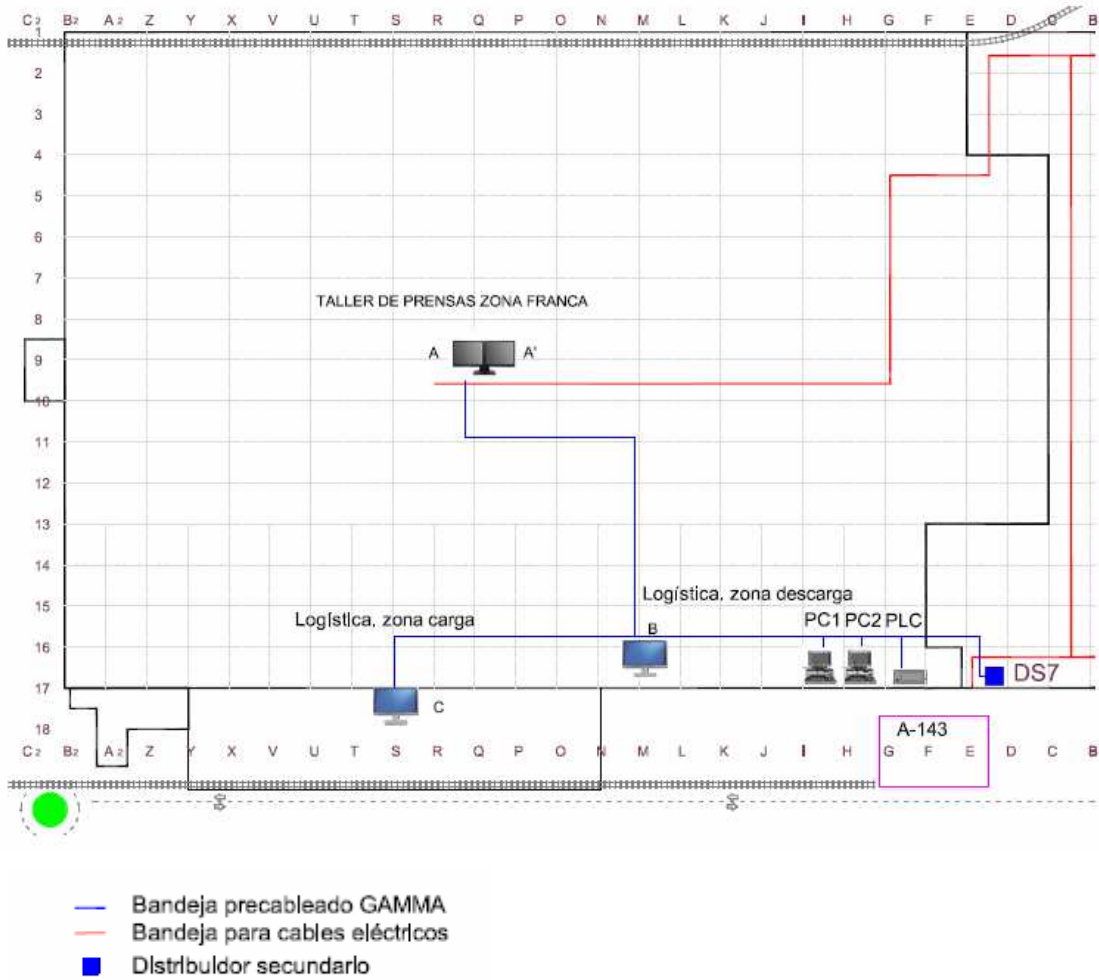 C2 B2 A2 Z Y X V U T S R Q P O N M L K J I H G F E D C B
1
2
3
4
5
6
7
TALLER DE PRENSAS ZONA FRANCA
8
A A'
9
10
11
12
13
14
Logística, zona descarga
15
Logística, zona carga
B
PC1 PC2 PLC
16
DS7
17
C
A-143
18
C2 B2 A2 Z Y X V U T S R Q P O N M L K J I H G F E D C B
Bandeja precableado GAMMA
Bandeja para cables eléctricos
Distribuidor secundario